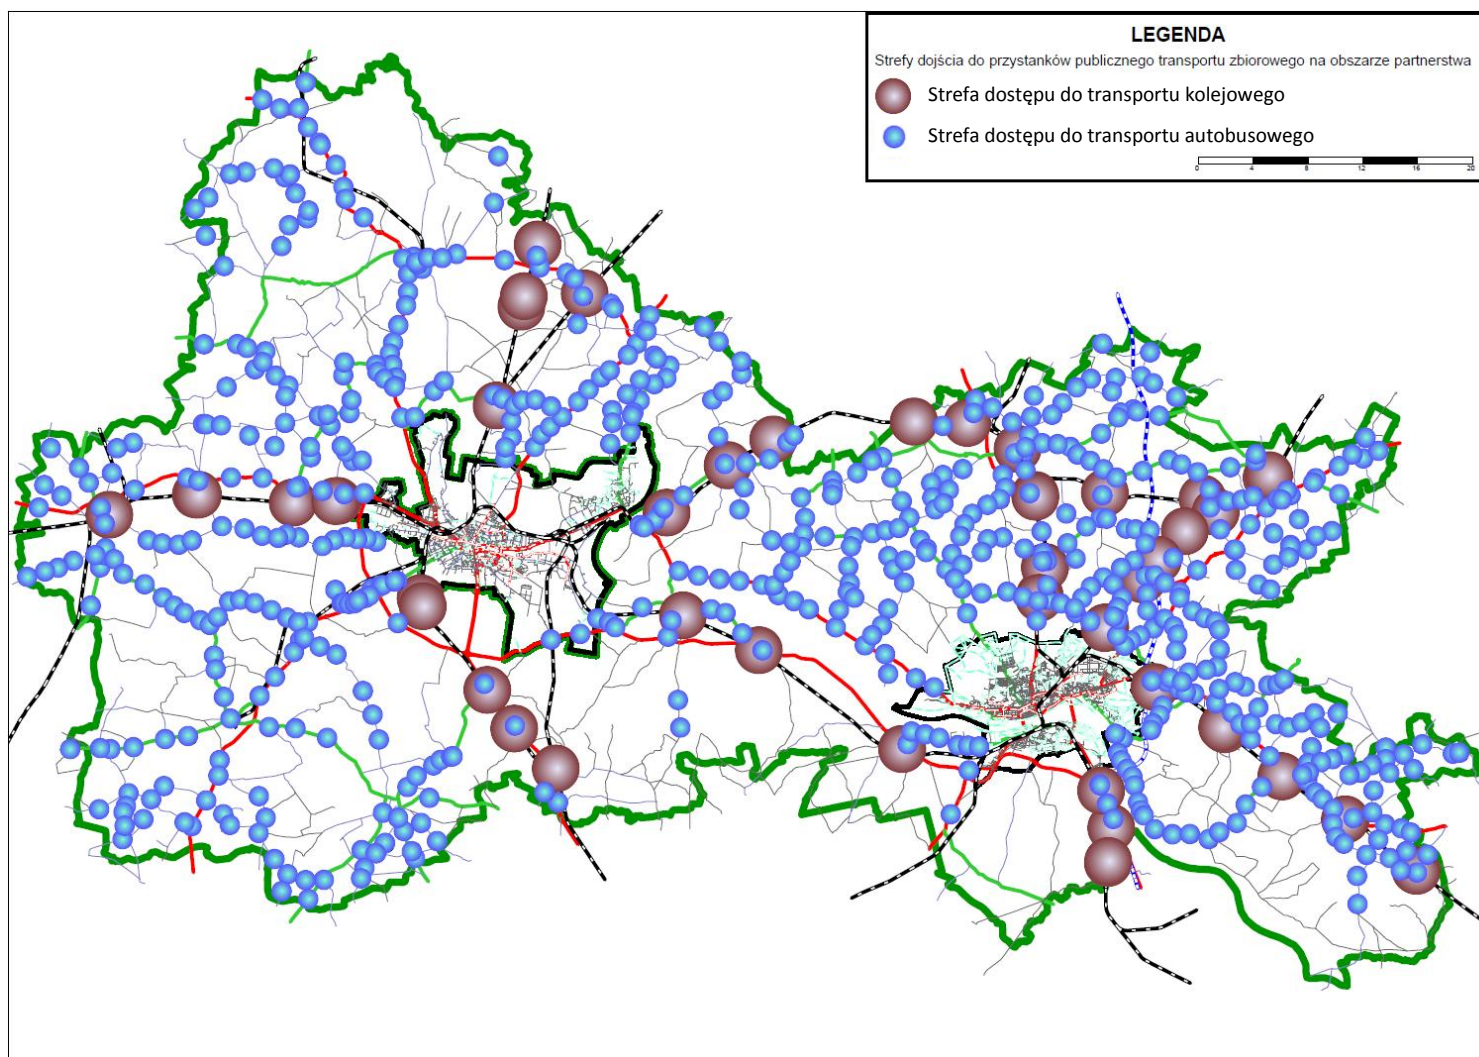 LEGENDA
Strefy dojścia do przystanków publicznego transportu zbiorowego na obszarze partnerstwa
Strefa dostępu do transportu kolejowego
Strefa dostępu do transportu autobusowego
0 4 8 12 16 20